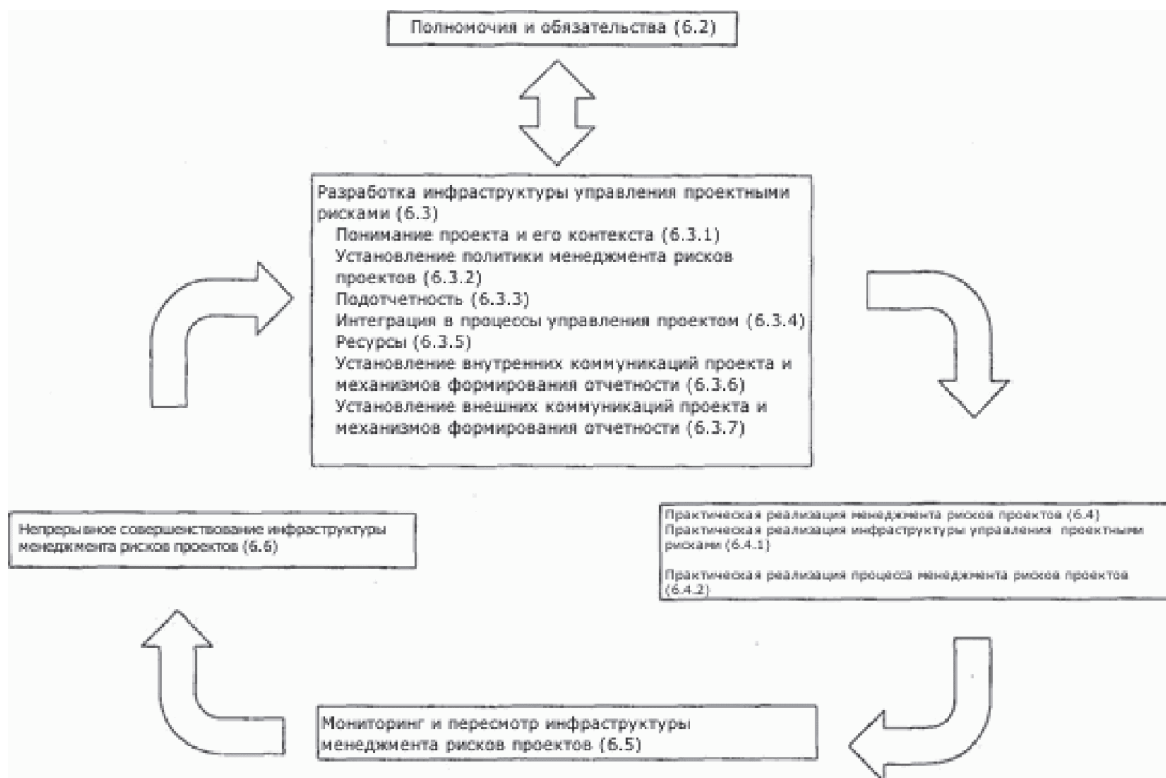 Полномочия и обязательства (6.2)
Разработка инфраструктуры управления проектными
рисками (6.3)
Понимание проекта и его контекста (6.3.1)
Установление политики менеджмента рисков
проектов (6.3.2)
Подотчетность (6.3.3)
Интеграция в процессы управления проектом (6.3.4)
Ресурсы (6.3.5)
Установление внутренних коммуникаций проекта и
механизмов формирования отчетности (6.3.6)
Установление внешних коммуникаций проекта и
механизмов формирования отчетности (6.3.7)
Практическая реализация менеджмента рисков проектов (6.4)
Практическая реализация инфраструктуры управления проектными
рисками (6.4.1)
Практическая реализация процесса менеджмента рисков проектов
(6.4.2)
Мониторинг и пересмотр инфраструктуры
менеджмента рисков проектов (6.5)
Непрерывное совершенствование инфраструктуры
менеджмента рисков проектов (6.6)